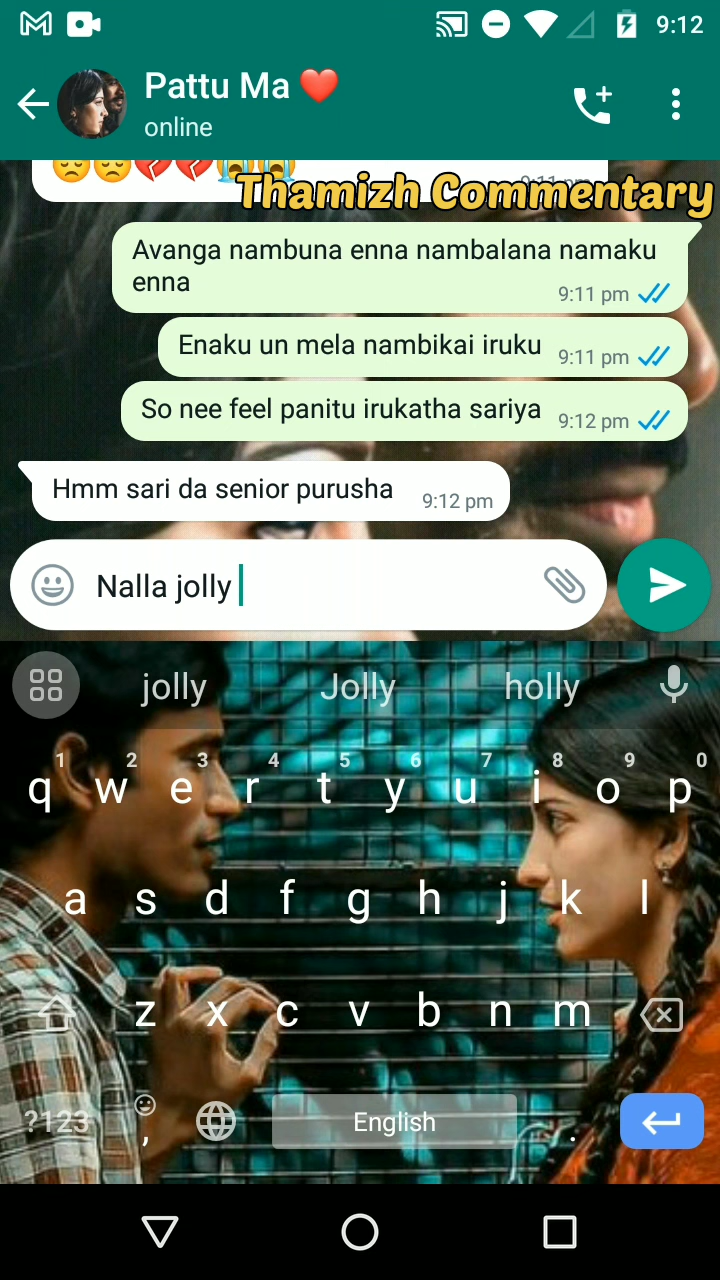 9:12
Pattu Ma ❤️
online
😟😟💔💔😭😭 9:11 pm
Thamizh Commentary
Avanga nambuna enna nambalana namaku
enna
9:11 pm
Enaku un mela nambikai iruku 9:11 pm
So nee feel panitu irukatha sariya 9:12 pm
Hmm sari da senior purusha 9:12 pm
Nalla jolly
jolly Jolly holly
1 2 3 4 5 6 7 8 9 0
q w e r t y u i o p
a s d f g h j k l
z x c v b n m
?123 , English .